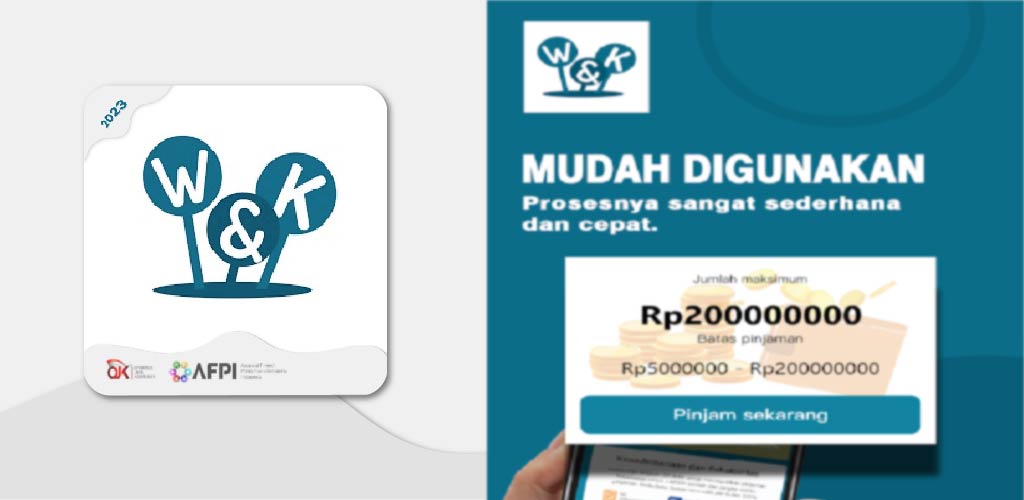 2023
W
&
K
OJK
AFPI
W
&
K
MUDAH DIGUNAKAN
Prosesnya sangat sederhana
dan cepat.
Jumlah maksimum
Rp200000000
Batas pinjaman
Rp5000000 - Rp200000000
Pinjam sekarang